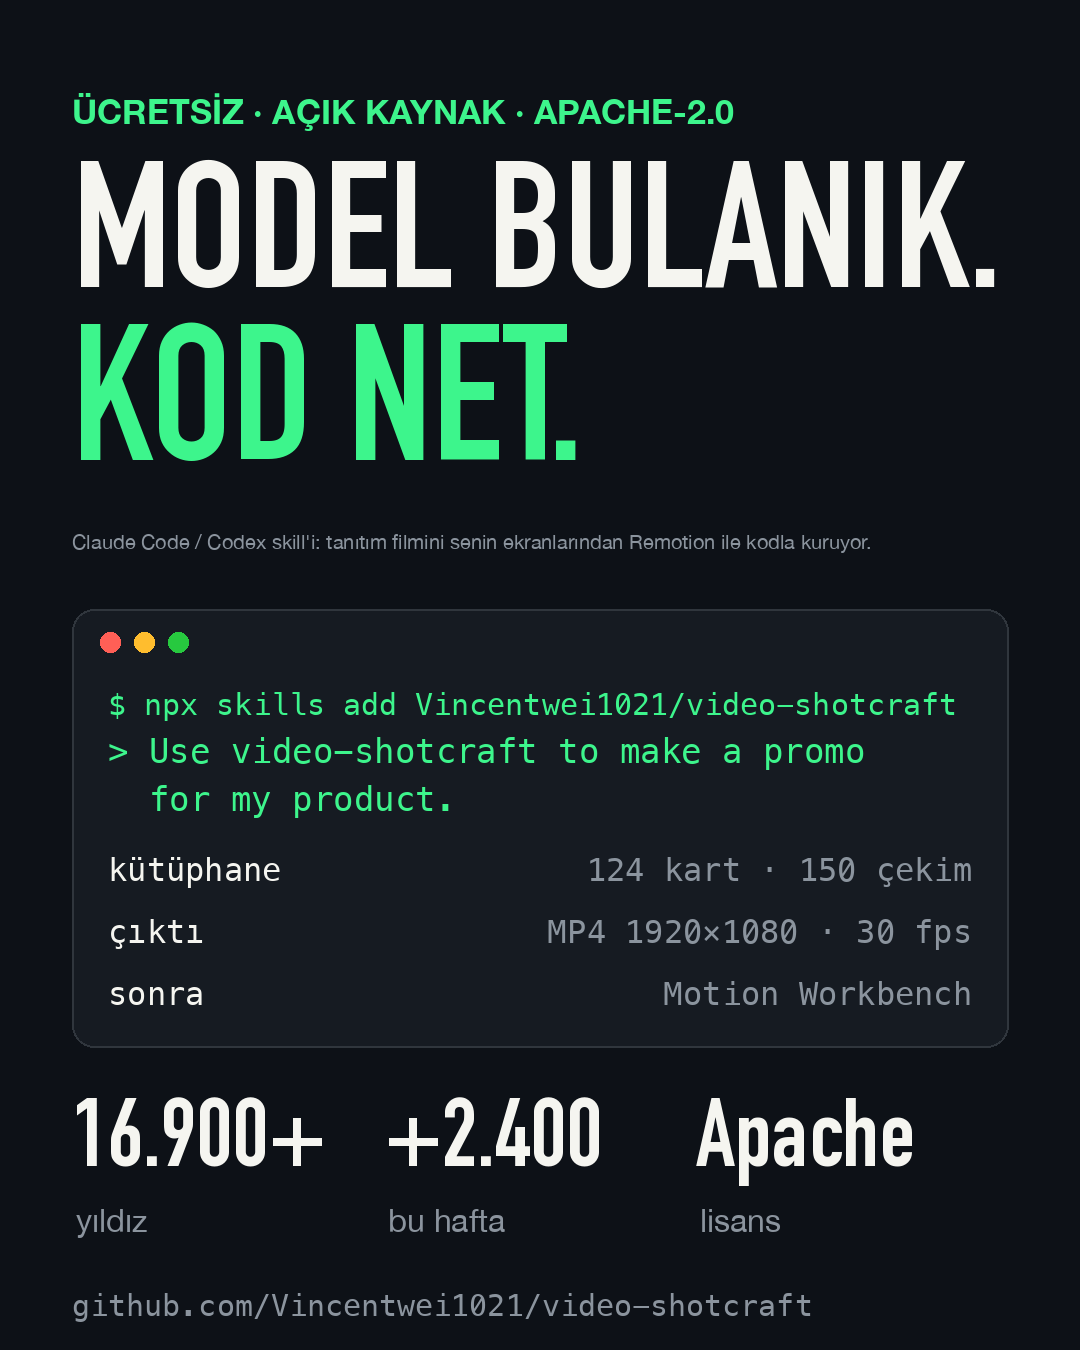 ÜCRETSİZ · AÇIK KAYNAK · APACHE-2.0
MODEL BULANIK.
KOD NET.
Claude Code / Codex skill'i: tanıtım filmini senin ekranlarından Remotion ile kodla kuruyor.
$ npx skills add Vincentwei1021/video-shotcraft
> Use video-shotcraft to make a promo
for my product.
kütüphane 124 kart · 150 çekim
çıktı MP4 1920×1080 · 30 fps
sonra Motion Workbench
16.900+ +2.400 Apache
yıldız bu hafta lisans
github.com/Vincentwei1021/video-shotcraft